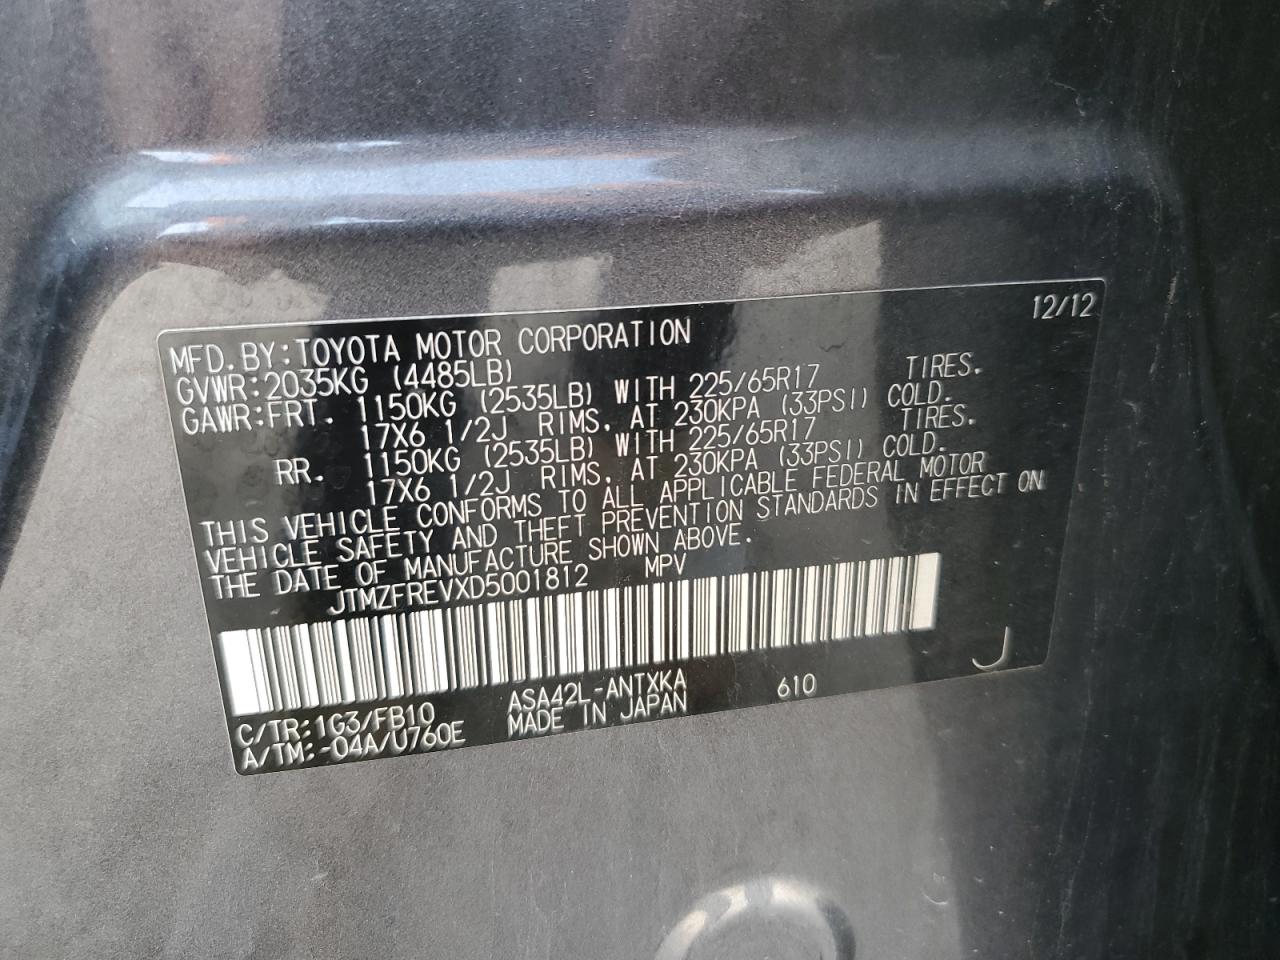 12/12
MFD.BY:TOYOTA MOTOR CORPORATION
GVWR:2035KG (4485LB)
GAWR:FRT. 1150KG (2535LB) WITH 225/65R17 TIRES.
17X6 1/2J RIMS, AT 230KPA (33PSI) COLD.
RR. 1150KG (2535LB) WITH 225/65R17 TIRES.
17X6 1/2J RIMS, AT 230KPA (33PSI) COLD.
THIS VEHICLE CONFORMS TO ALL APPLICABLE FEDERAL MOTOR
VEHICLE SAFETY AND THEFT PREVENTION STANDARDS IN EFFECT ON
THE DATE OF MANUFACTURE SHOWN ABOVE.
JTMZFREVXD5001812 MPV
C/TR:1G3/FB10 ASA42L-ANTXKA 610 J
A/TM:-04A/U760E MADE IN JAPAN